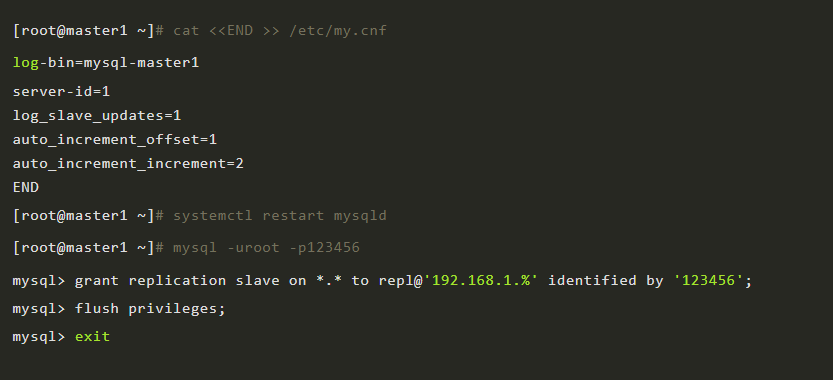 [root@master1 ~]# cat <<END >> /etc/my.cnf
log-bin=mysql-master1
server-id=1
log_slave_updates=1
auto_increment_offset=1
auto_increment_increment=2
END
[root@master1 ~]# systemctl restart mysqld
[root@master1 ~]# mysql -uroot -p123456
mysql> grant replication slave on *.* to repl@'192.168.1.%' identified by '123456';
mysql> flush privileges;
mysql> exit